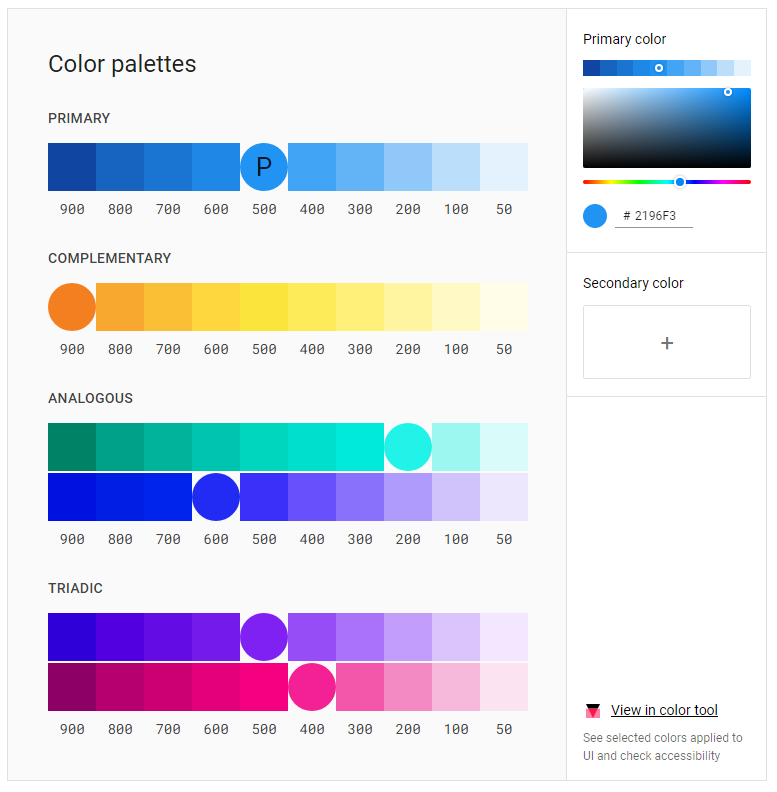 Color palettes
PRIMARY
P
900 800 700 600 500 400 300 200 100 50
COMPLEMENTARY
900 800 700 600 500 400 300 200 100 50
ANALOGOUS
900 800 700 600 500 400 300 200 100 50
TRIADIC
900 800 700 600 500 400 300 200 100 50
Primary color
# 2196F3
Secondary color
+
View in color tool
See selected colors applied to
UI and check accessibility